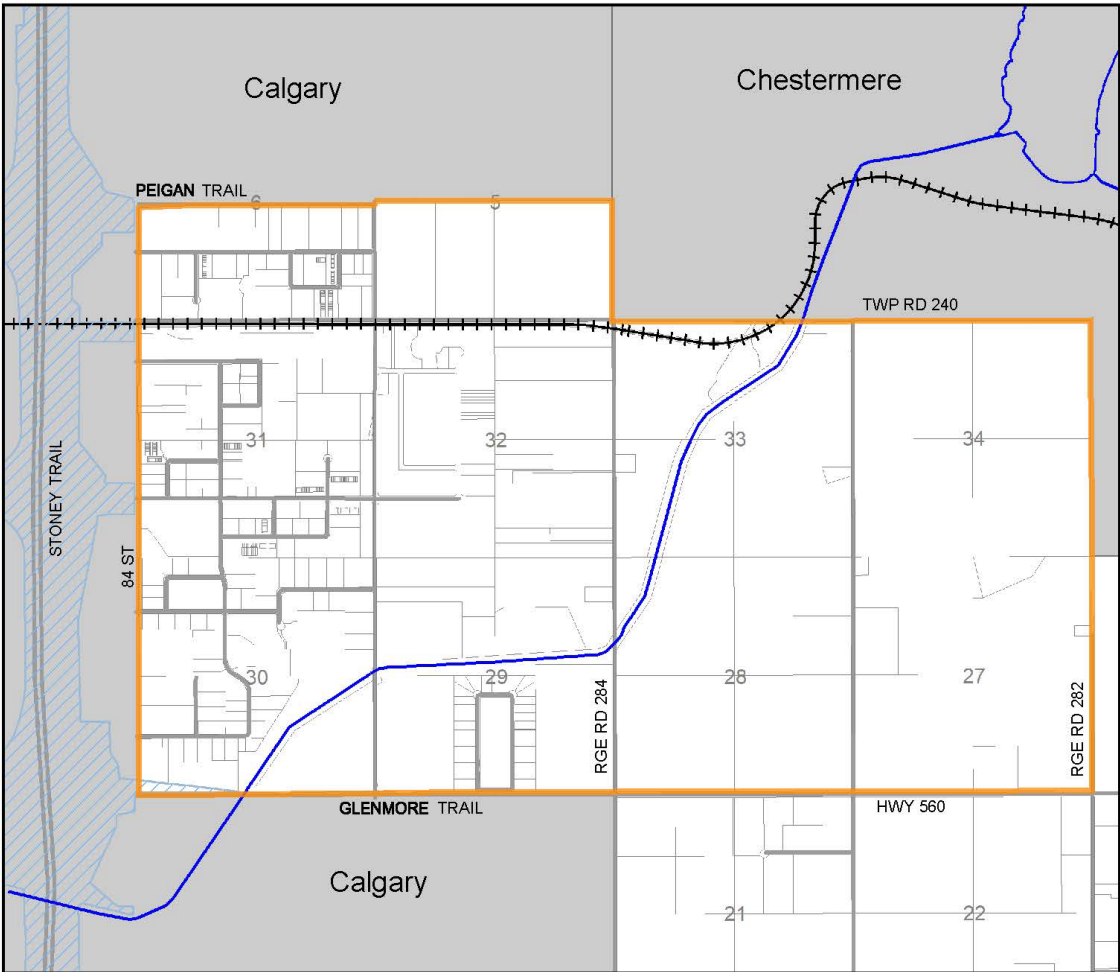 Calgary
Chestermere
PEIGAN TRAIL
6
5
TWP RD 240
31
32
33
34
STONEY TRAIL
84 ST
30
29
28
27
RGE RD 284
RGE RD 282
GLENMORE TRAIL
HWY 560
Calgary
21
22